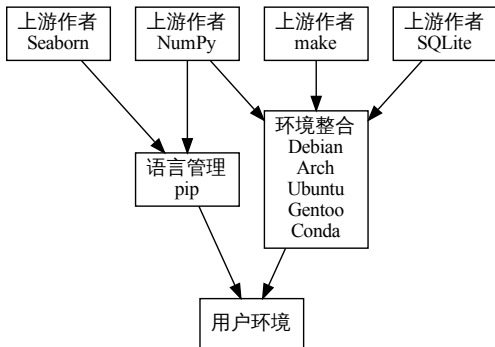 上游作者
Seaborn
上游作者
NumPy
上游作者
make
上游作者
SQLite
语言管理
pip
环境整合
Debian
Arch
Ubuntu
Gentoo
Conda
用户环境